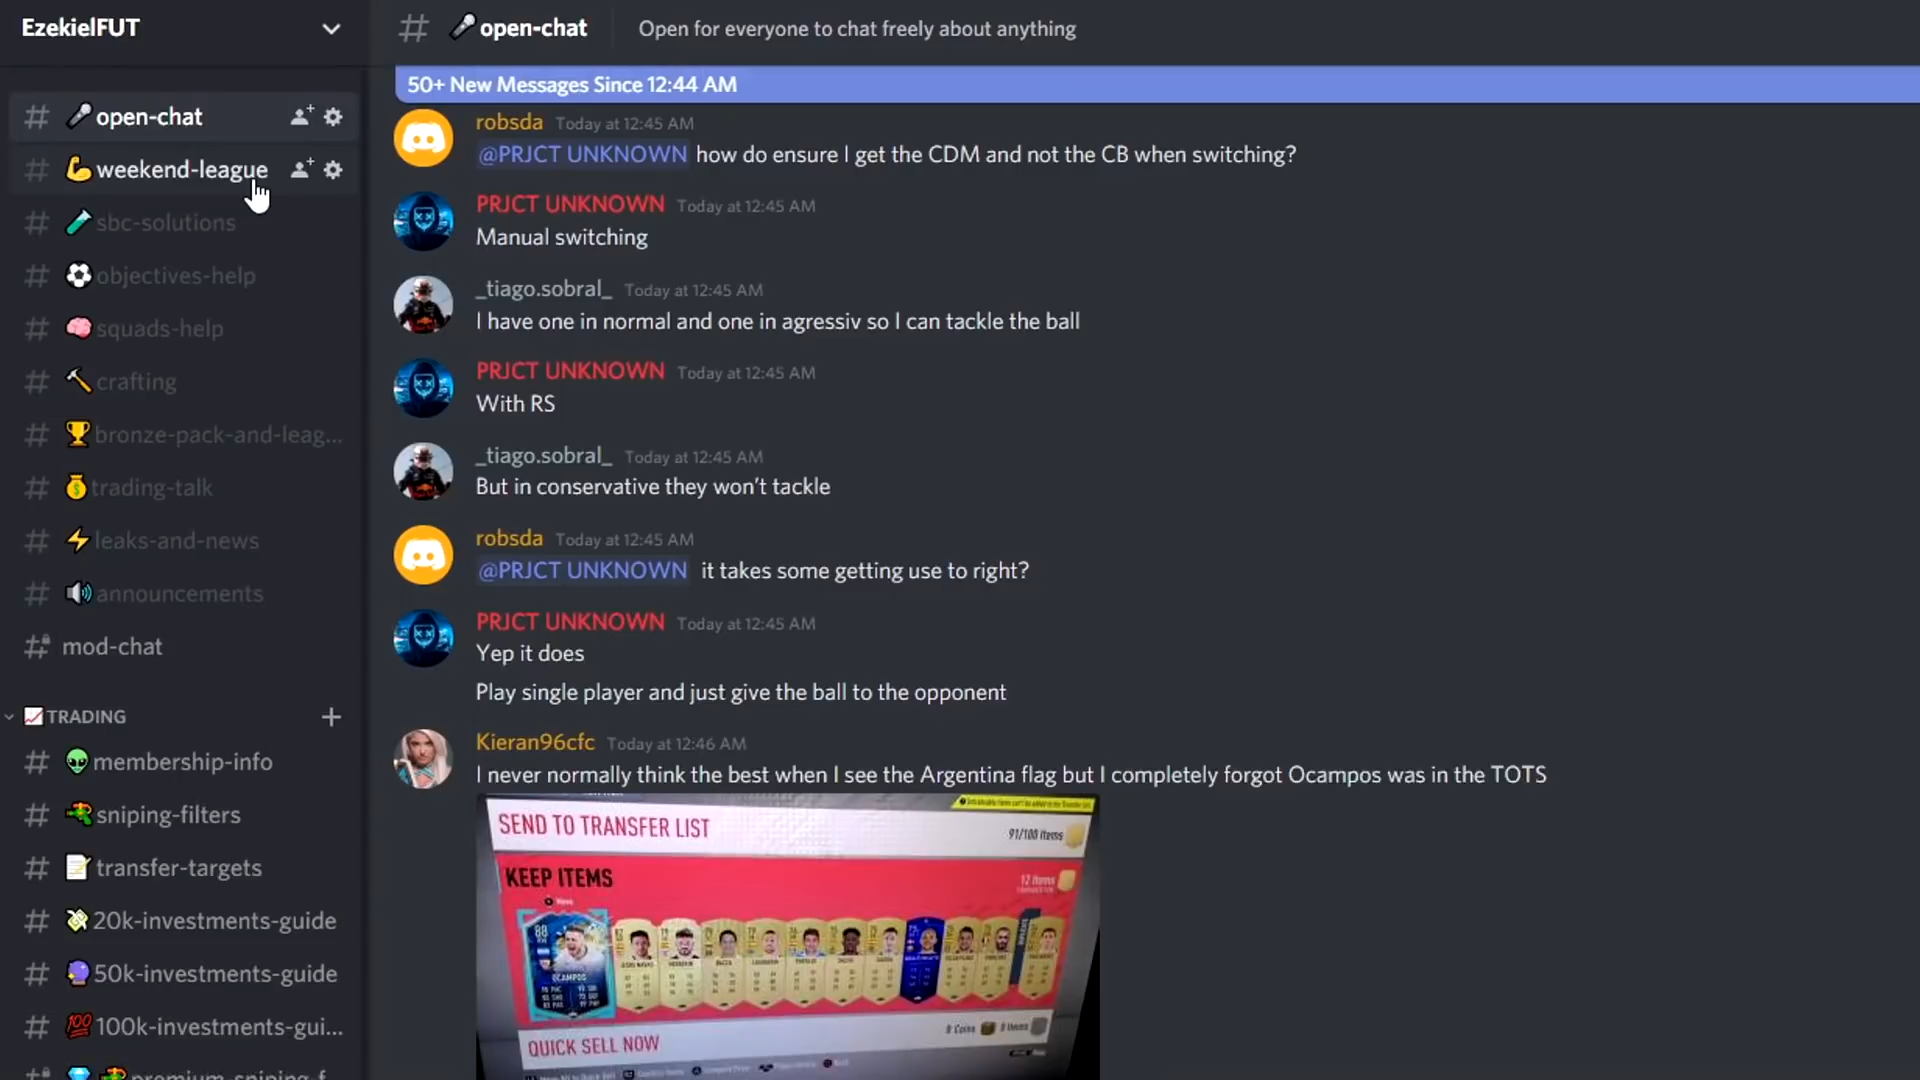 EzekielFUT
open-chat
weekend-league
sbc-solutions
objectives-help
squads-help
crafting
bronze-pack-and-leag...
trading-talk
leaks-and-news
announcements
mod-chat
TRADING
membership-info
sniping-filters
transfer-targets
20k-investments-guide
50k-investments-guide
100k-investments-gui...
premium-sniping-f
open-chat
Open for everyone to chat freely about anything
50+ New Messages Since 12:44 AM
robsda Today at 12:45 AM
@PRJCT UNKNOWN how do ensure I get the CDM and not the CB when switching?
PRJCT UNKNOWN Today at 12:45 AM
Manual switching
_tiago.sobral_ Today at 12:45 AM
I have one in normal and one in agressiv so I can tackle the ball
PRJCT UNKNOWN Today at 12:45 AM
With RS
_tiago.sobral_ Today at 12:45 AM
But in conservative they won't tackle
robsda Today at 12:45 AM
@PRJCT UNKNOWN it takes some getting use to right?
PRJCT UNKNOWN Today at 12:45 AM
Yep it does
Play single player and just give the ball to the opponent
Kieran96cfc Today at 12:46 AM
I never normally think the best when I see the Argentina flag but I completely forgot Ocampos was in the TOTS
SEND TO TRANSFER LIST
91/100 Items
KEEP ITEMS
12 Items
88
OCAMPOS
0 Coins 0 Items
QUICK SELL NOW